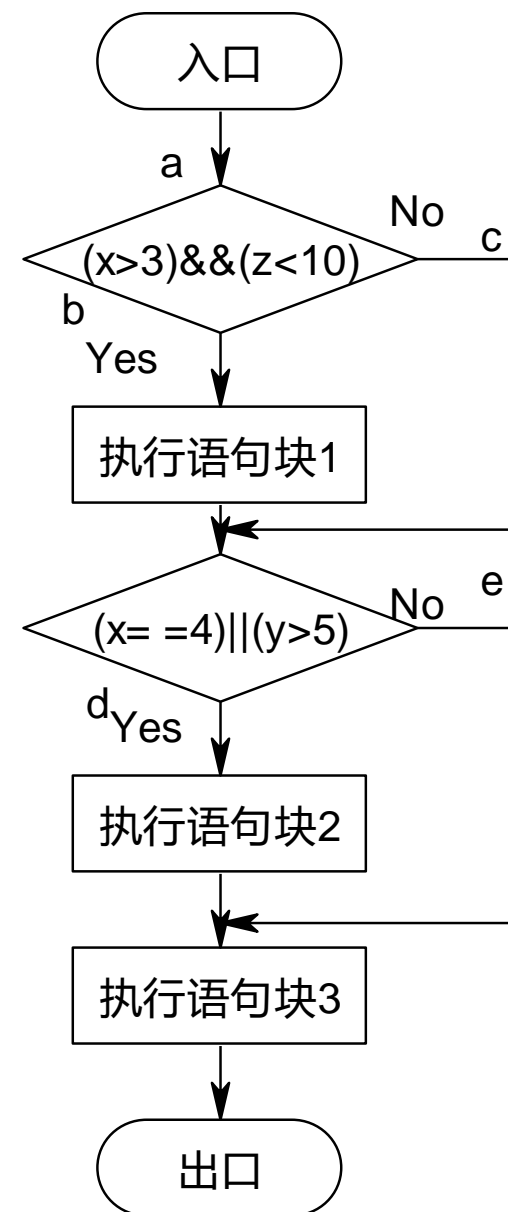 入口
a
No
c
(x>3)&&(z<10)
b
Yes
执行语句块1
e
No
(x= =4)||(y>5)
d
Yes
执行语句块2
执行语句块3
出口